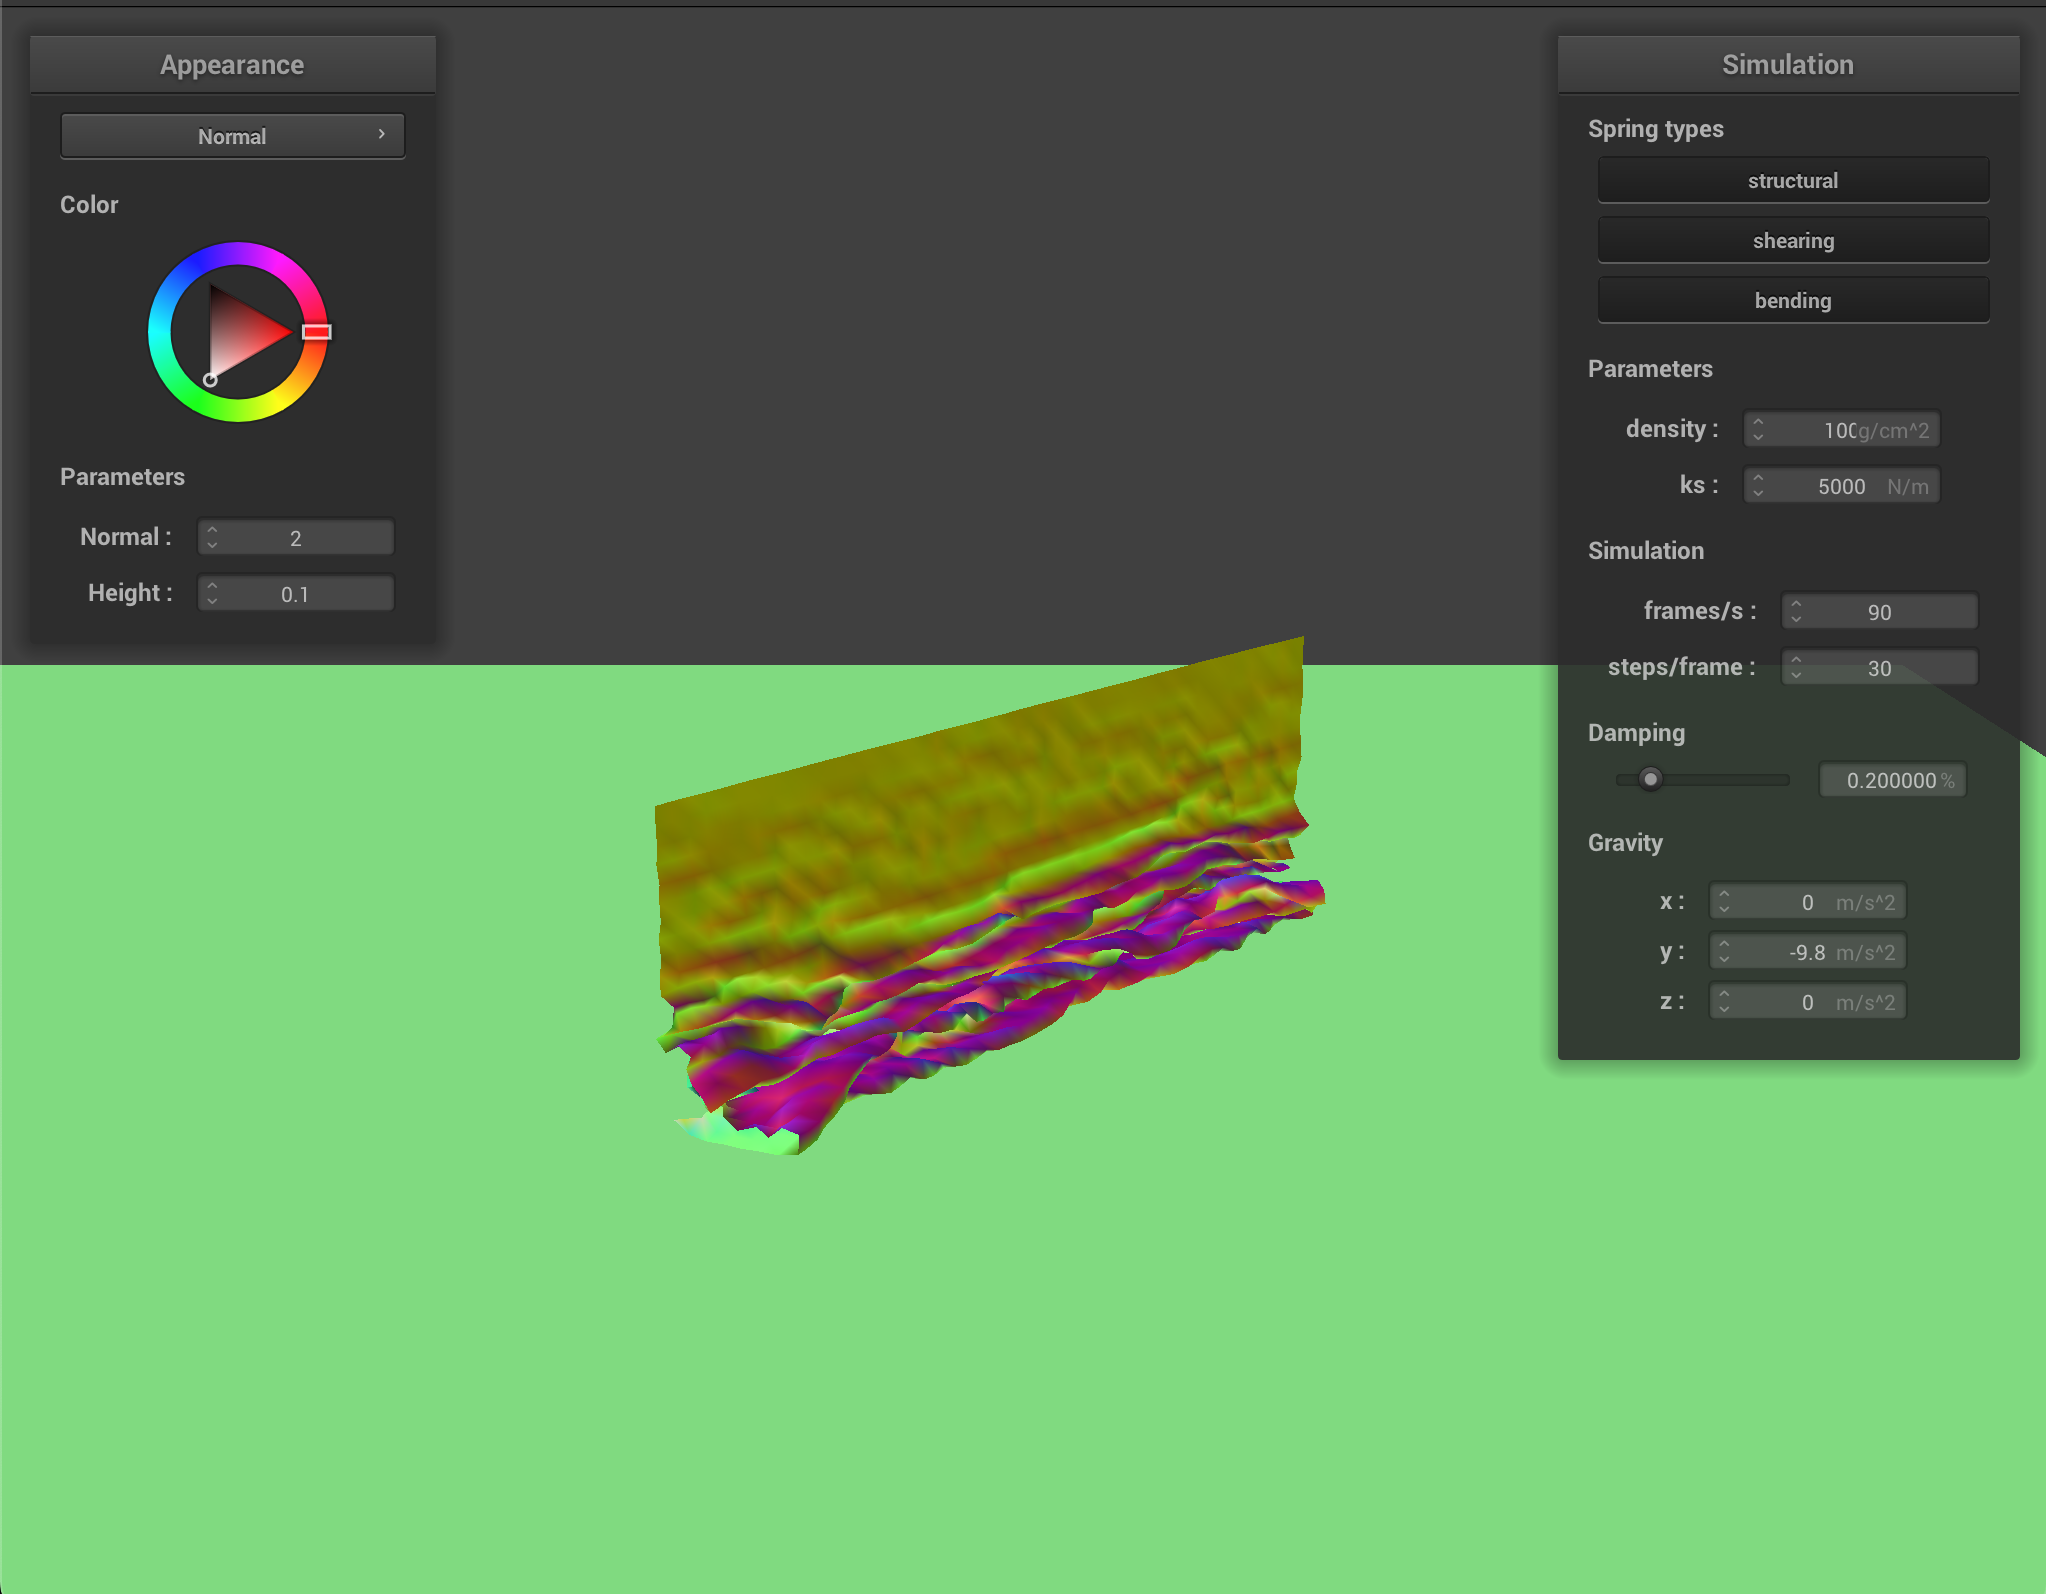 Appearance
Normal
Color
Parameters
Normal : 2
Height : 0.1
Simulation
Spring types
structural
shearing
bending
Parameters
density : 100 g/cm^2
ks : 5000 N/m
Simulation
frames/s : 90
steps/frame : 30
Damping
0.200000 %
Gravity
x : 0 m/s^2
y : -9.8 m/s^2
z : 0 m/s^2